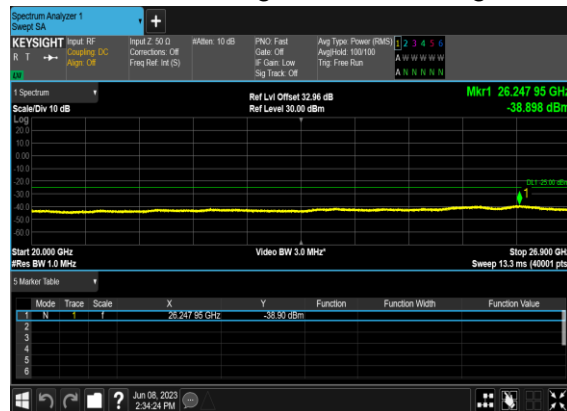 Spectrum Analyzer 1
Swept SA
+
KEYSIGHT Input: RF Input Z: 50 Ω #Atten: 10 dB PNO: Fast Avg Type: Power (RMS) 1 2 3 4 5 6
R T Coupling: DC Corrections: Off Gate: Off Avg|Hold: 100/100 A W W W W W
Align: Off Freq Ref: Int (S) IF Gain: Low Trig: Free Run
Sig Track: Off A N N N N N
LXI
1 Spectrum Ref Lvl Offset 32.96 dB Mkr1 26.247 95 GHz
Scale/Div 10 dB Ref Level 30.00 dBm -38.898 dBm
Log
20.0
10.0
0.00
-10.0
-20.0 DL1 -25.00 dBm
-30.0 1
-40.0
-50.0
-60.0
Start 20.000 GHz Video BW 3.0 MHz* Stop 26.900 GHz
#Res BW 1.0 MHz Sweep 13.3 ms (40001 pts)
5 Marker Table
Mode Trace Scale X Y Function Function Width Function Value
1 N 1 f 26.247 95 GHz -38.90 dBm
2
3
4
5
6
? Jun 08, 2023
2:34:24 PM